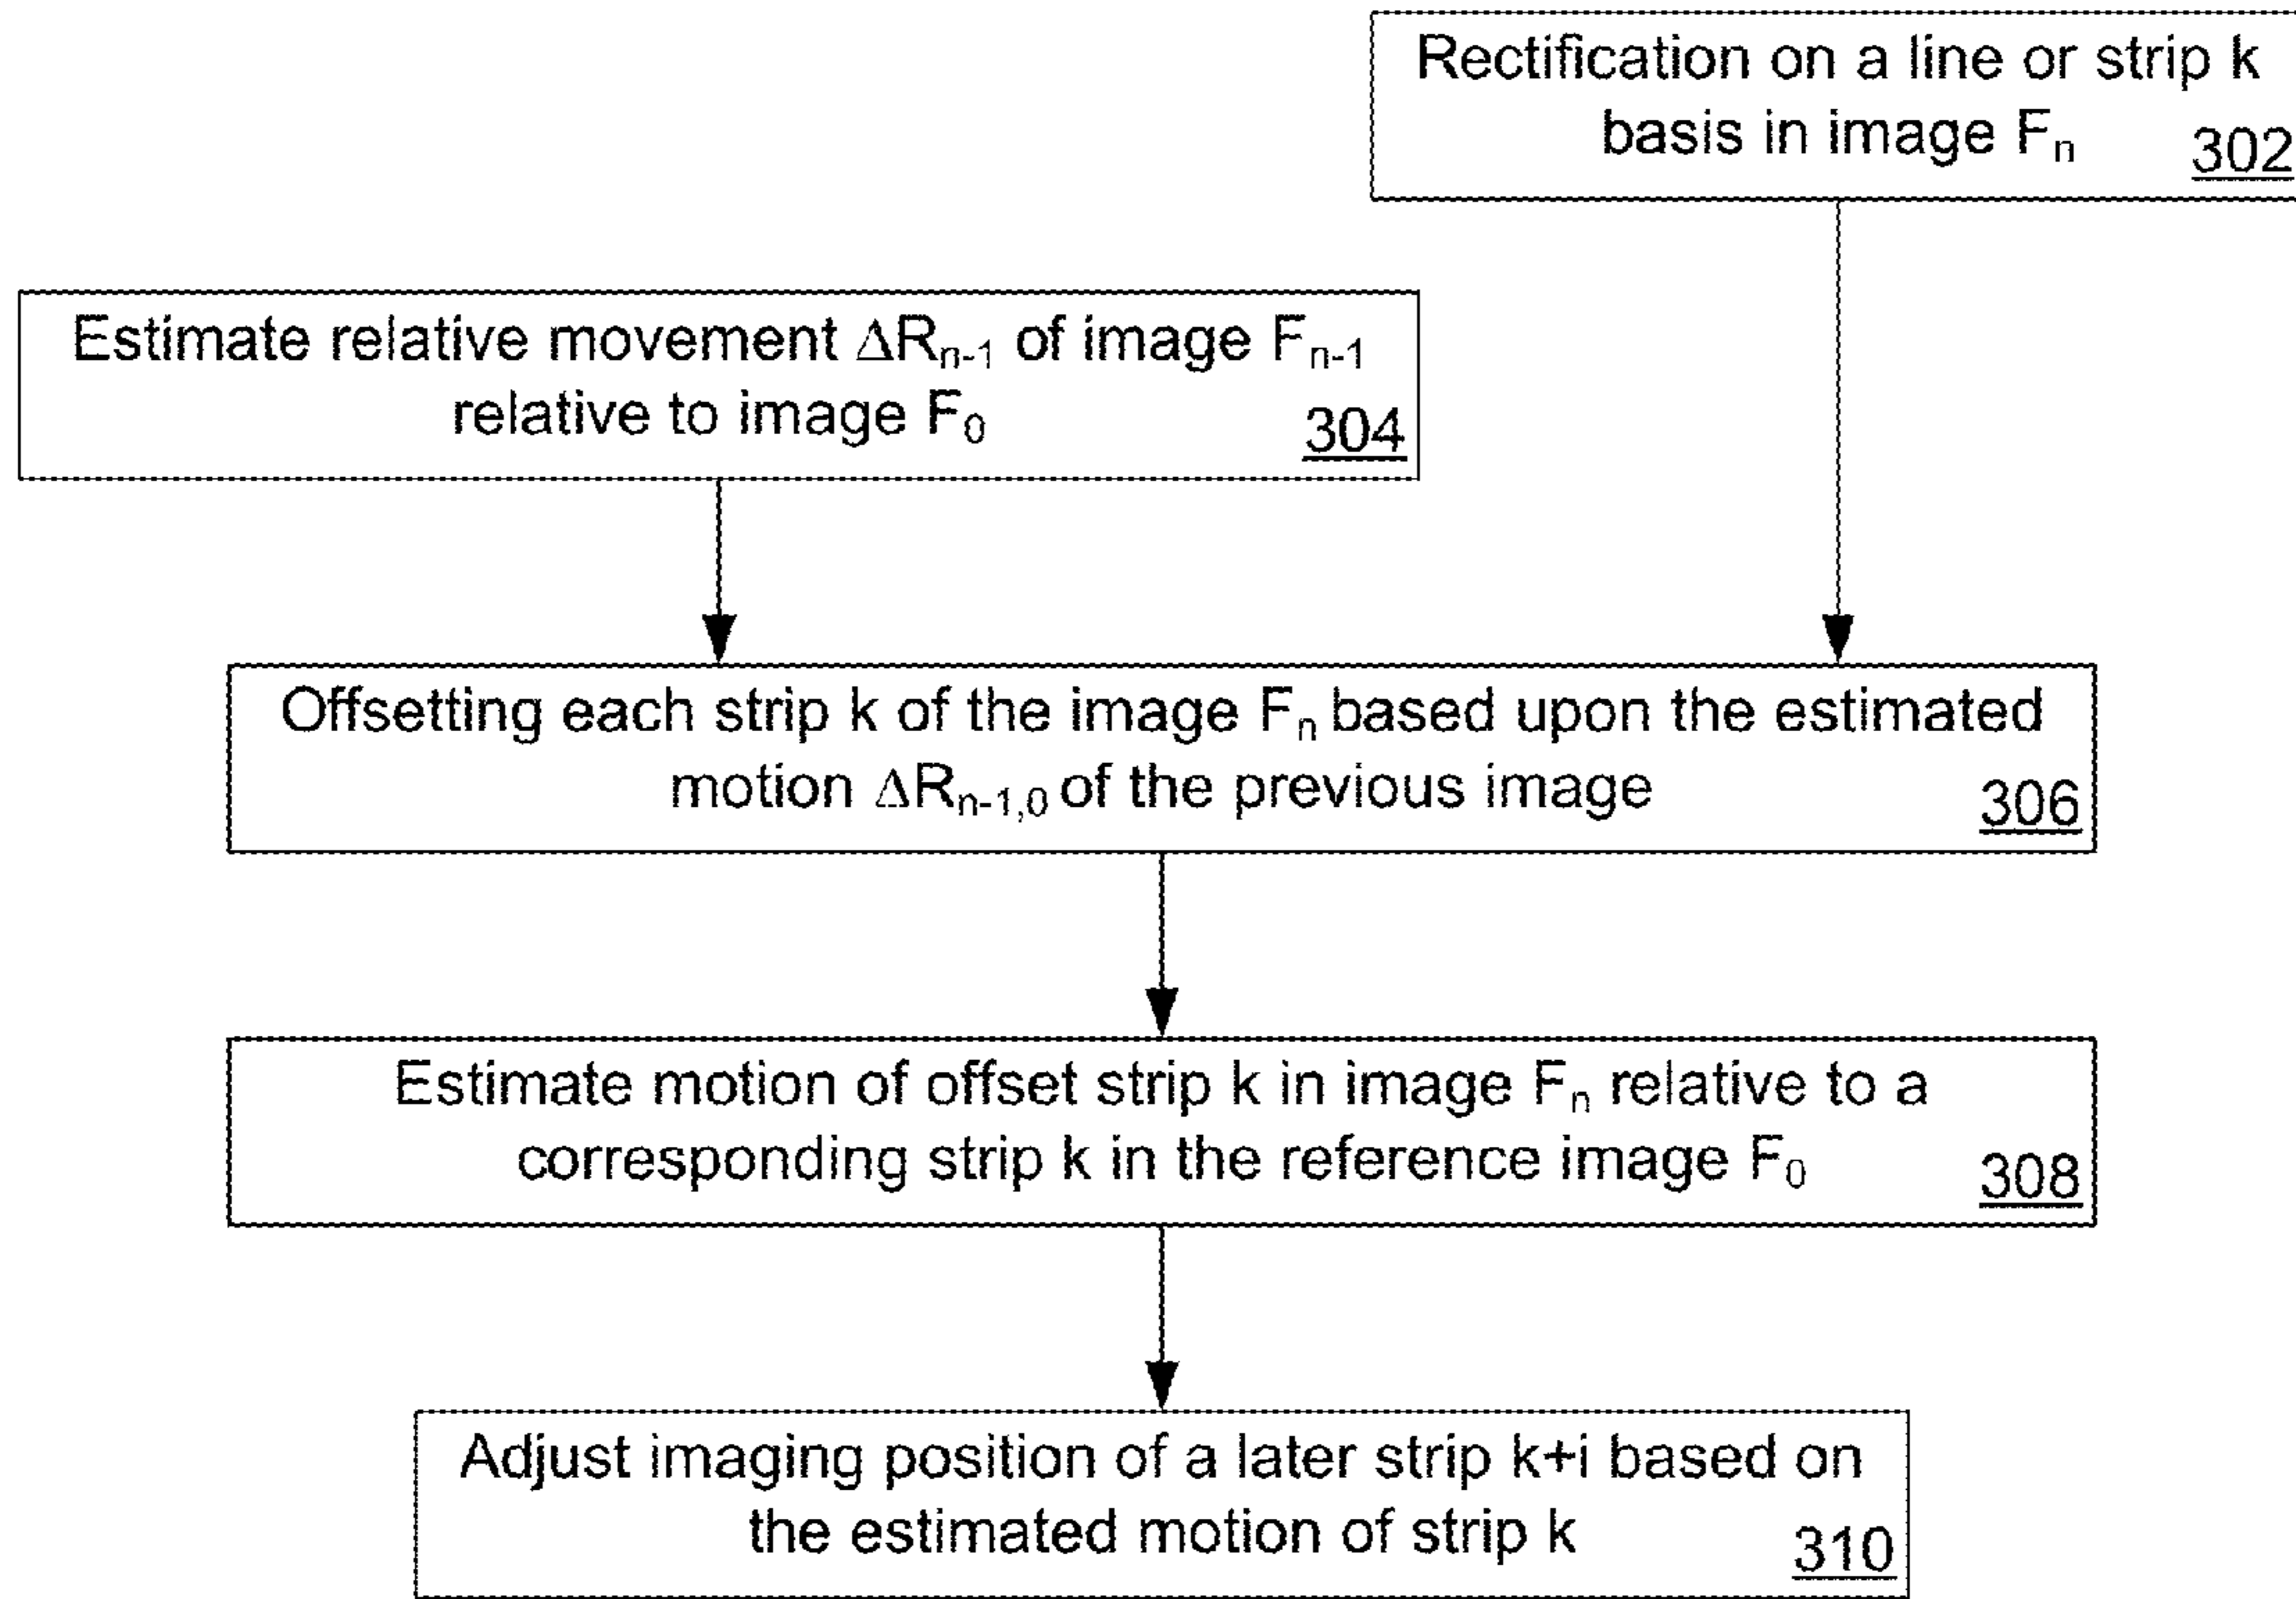 Rectification on a line or strip k
basis in image Fₙ 302
Estimate relative movement ΔRₙ₋₁ of image Fₙ₋₁
relative to image F₀ 304
Offsetting each strip k of the image Fₙ based upon the estimated
motion ΔRₙ₋₁,₀ of the previous image 306
Estimate motion of offset strip k in image Fₙ relative to a
corresponding strip k in the reference image F₀ 308
Adjust imaging position of a later strip k+i based on
the estimated motion of strip k 310